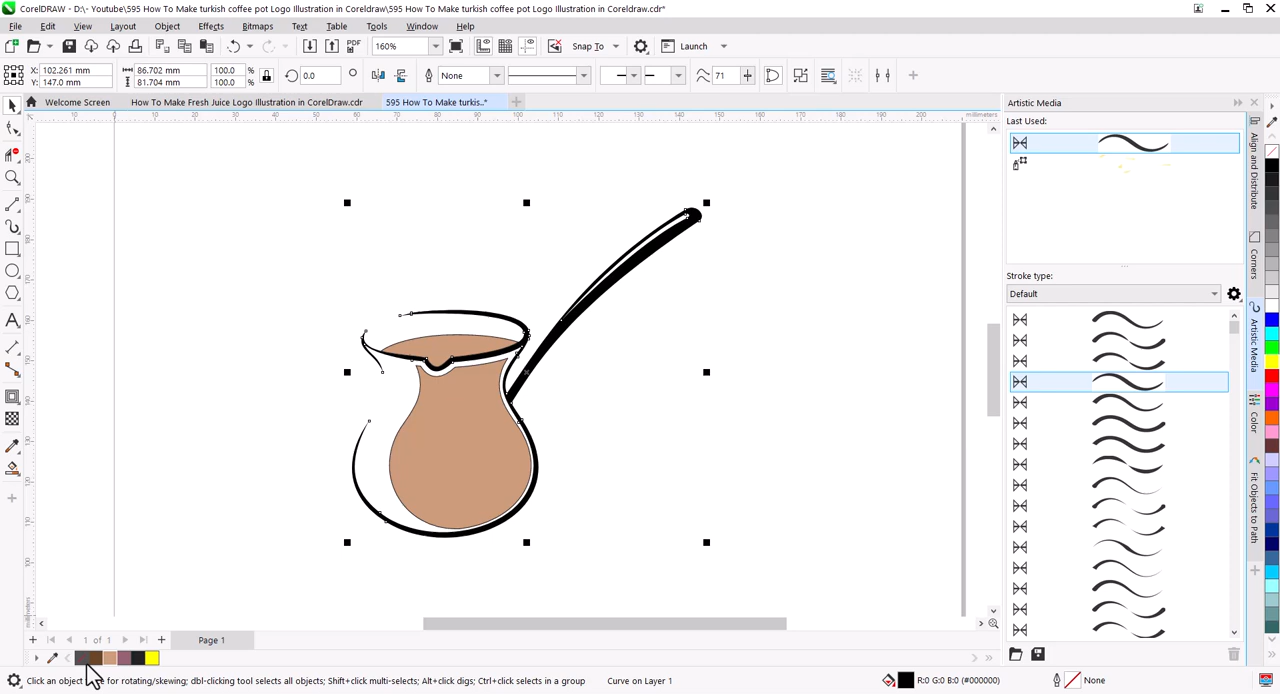 CorelDRAW - D:\- Youtube\595 How To Make turkish coffee pot Logo Illustration in Coreldraw\595 How To Make turkish coffee pot Logo Illustration in Coreldraw.cdr*
File Edit View Layout Object Effects Bitmaps Text Table Tools Window Help
PDF 160% Snap To Launch
X: 102.261 mm 86.702 mm 100.0 %
Y: 147.0 mm 81.704 mm 100.0 %
0.0 None 71
Welcome Screen How To Make Fresh Juice Logo Illustration in CorelDraw.cdr 595 How To Make turkis..*
millimeters
Artistic Media
Last Used:
Stroke type:
Default
Align and Distribute
Corners
Artistic Media
Color
Fit Objects to Path
1 of 1 Page 1
Click an object for rotating/skewing; dbl-clicking tool selects all objects; Shift+click multi-selects; Alt+click digs; Ctrl+click selects in a group Curve on Layer 1 R:0 G:0 B:0 (#000000) None